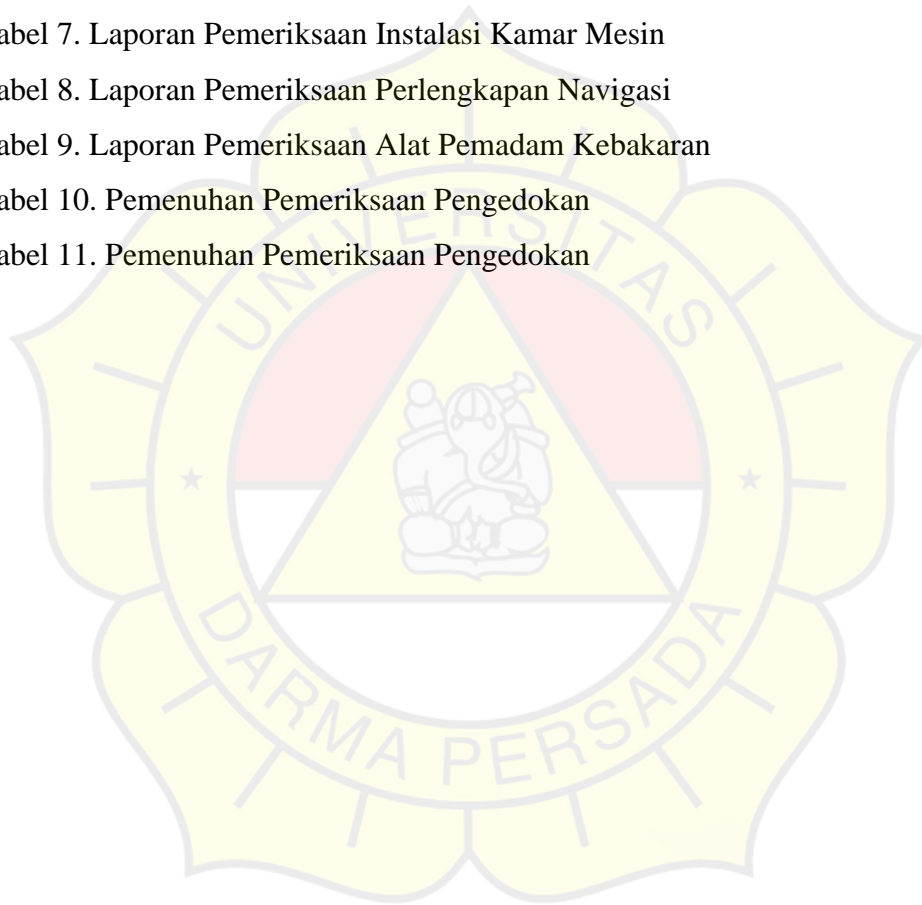 abel 7. Laporan Pemeriksaan Instalasi Kamar Mesin
abel 8. Laporan Pemeriksaan Perlengkapan Navigasi
abel 9. Laporan Pemeriksaan Alat Pemadam Kebakaran
abel 10. Pemenuhan Pemeriksaan Pengedokan
abel 11. Pemenuhan Pemeriksaan Pengedokan
UNIVERSITAS
DARMA PERSADA